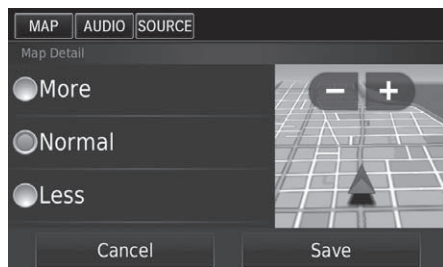 MAP AUDIO SOURCE
Map Detail
More
Normal
Less
Cancel Save